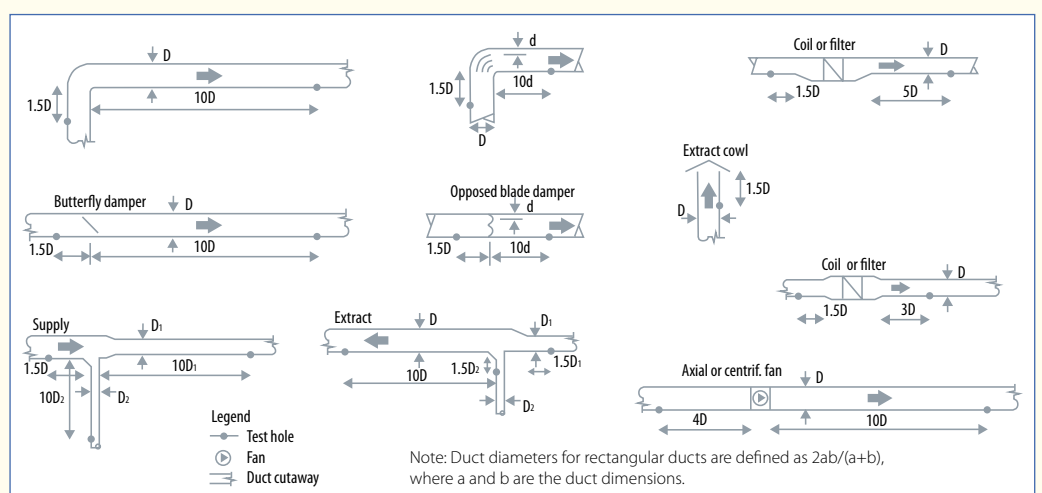 D
1.5D
10D
d
1.5D
10d
D
Coil or filter
D
1.5D
5D
Extract cowl
1.5D
D
Butterfly damper
D
1.5D
10D
Opposed blade damper
d
1.5D
10d
Coil or filter
D
1.5D
3D
Supply
D1
1.5D
10D1
10D2
D2
Extract
D
D1
1.5D2
1.5D1
10D
D2
Axial or centrif. fan
D
4D
10D
Legend
Test hole
Fan
Duct cutaway
Note: Duct diameters for rectangular ducts are defined as 2ab/(a+b),
where a and b are the duct dimensions.